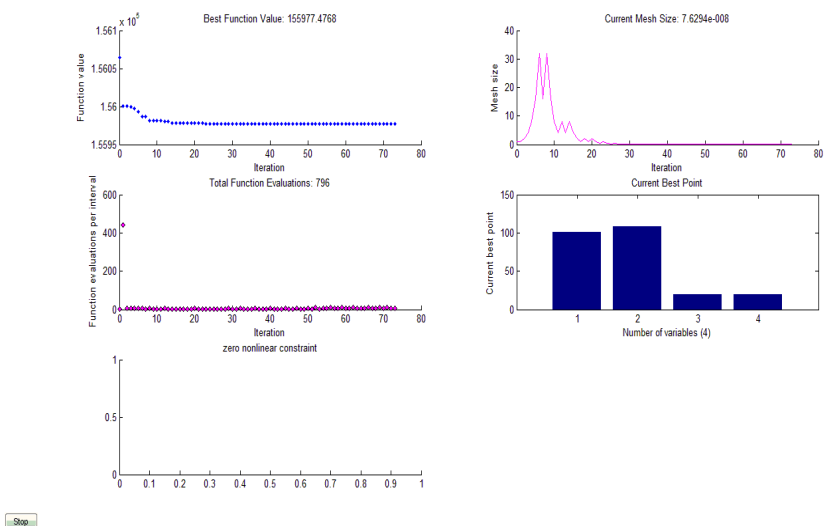 Best Function Value: 155977.4768
x 10^5
1.561
1.5605
1.56
1.5595
Function value
0 10 20 30 40 50 60 70 80
Iteration
Current Mesh Size: 7.6294e-008
40
30
20
10
0
Mesh size
0 10 20 30 40 50 60 70 80
Iteration
Total Function Evaluations: 796
600
400
200
0
Function evaluations per interval
0 10 20 30 40 50 60 70 80
Iteration
Current Best Point
150
100
50
0
Current best point
1 2 3 4
Number of variables (4)
zero nonlinear constraint
1
0.5
0
0 0.1 0.2 0.3 0.4 0.5 0.6 0.7 0.8 0.9 1
Stop